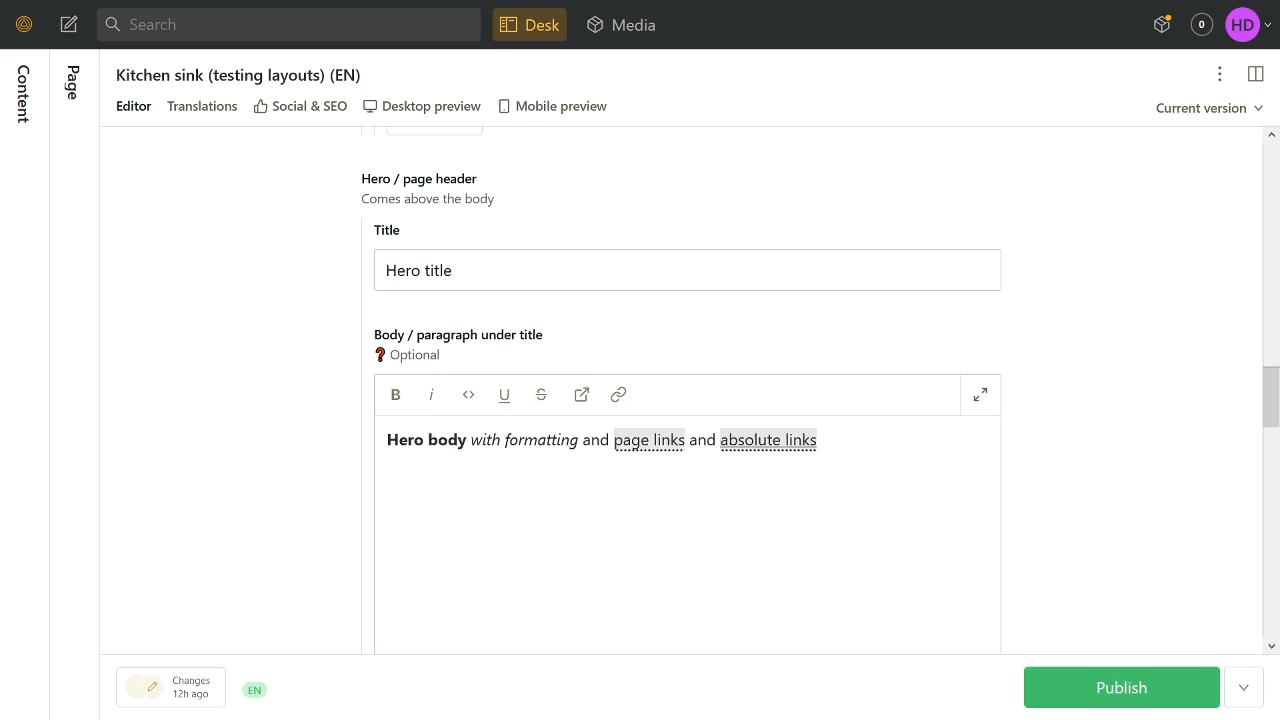 Search
Desk
Media
0
HD
Content
Page
Kitchen sink (testing layouts) (EN)
Editor
Translations
Social & SEO
Desktop preview
Mobile preview
Current version
Hero / page header
Comes above the body
Title
Hero title
Body / paragraph under title
❓ Optional
B i <> U S
Hero body with formatting and page links and absolute links
Changes
12h ago
EN
Publish